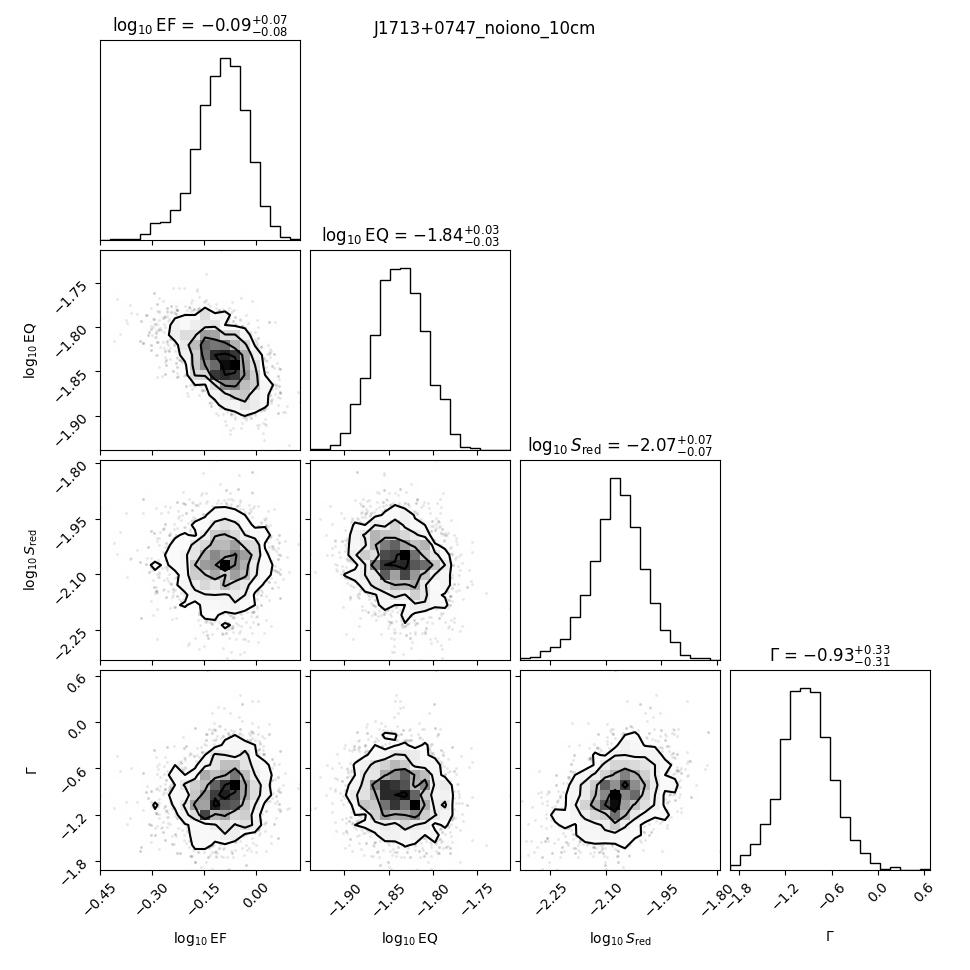 log₁₀ EF = −0.09 +0.07 −0.08
J1713+0747_noiono_10cm
log₁₀ EQ = −1.84 +0.03 −0.03
−1.75
−1.80
−1.85
−1.90
log₁₀ EQ
log₁₀ S_red = −2.07 +0.07 −0.07
−1.80
−1.95
−2.10
−2.25
log₁₀ S_red
Γ = −0.93 +0.33 −0.31
0.6
0.0
−0.6
−1.2
−1.8
Γ
−0.45 −0.30 −0.15 0.00
−1.90 −1.85 −1.80 −1.75
−2.25 −2.10 −1.95 −1.80
−1.8 −1.2 −0.6 0.0 0.6
log₁₀ EF
log₁₀ EQ
log₁₀ S_red
Γ